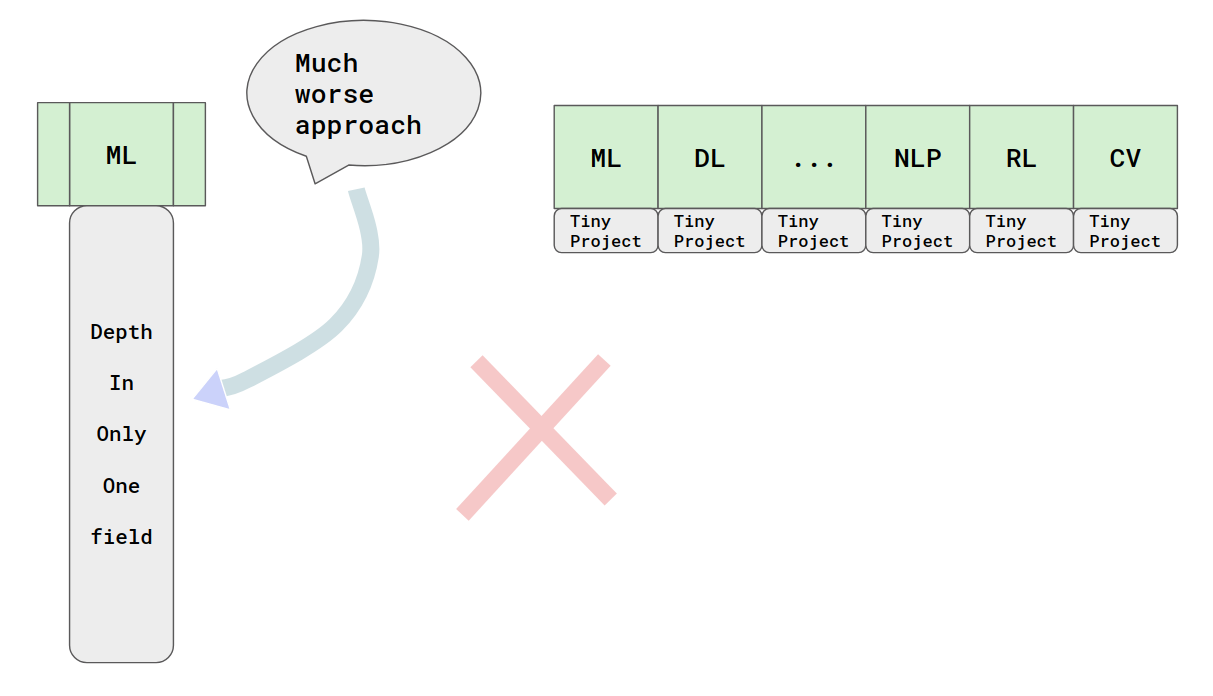 Much
worse
approach
ML
Depth
In
Only
One
field
ML DL ... NLP RL CV
Tiny Tiny Tiny Tiny Tiny Tiny
Project Project Project Project Project Project